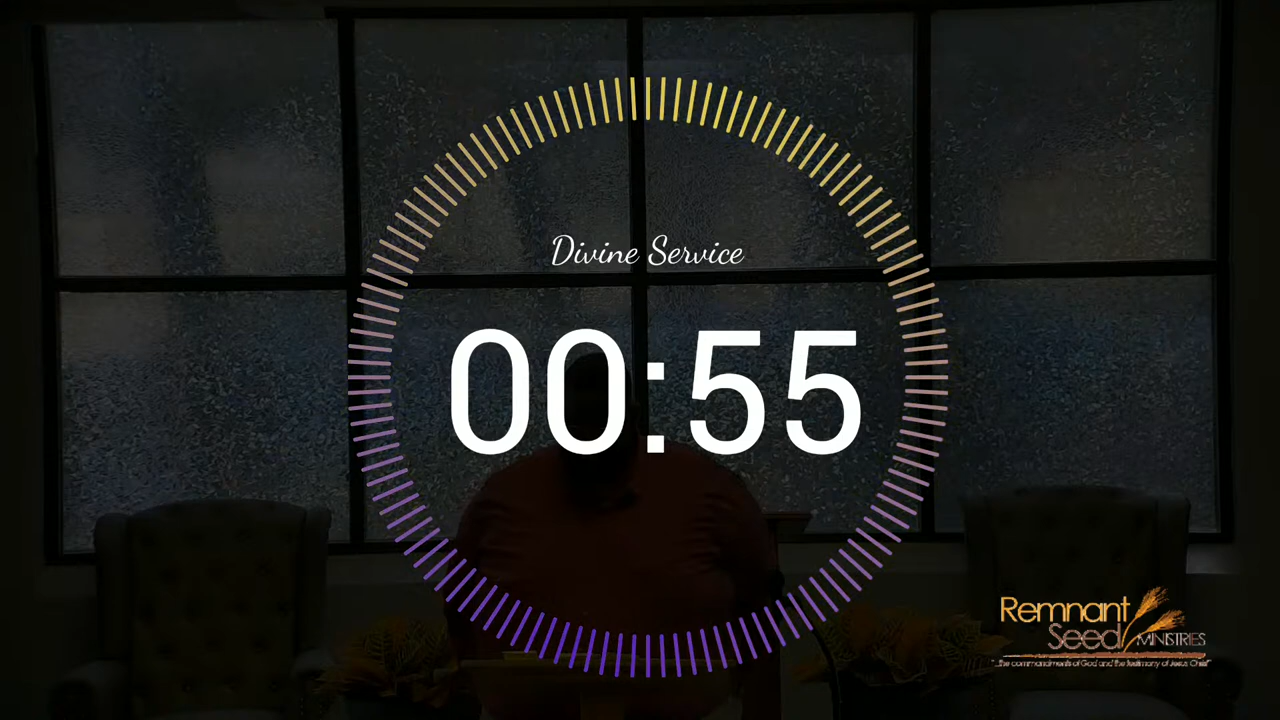 Divine Service
00:55
Remnant
Seed MINISTRIES
"...the commandments of God and the testimony of Jesus Christ"